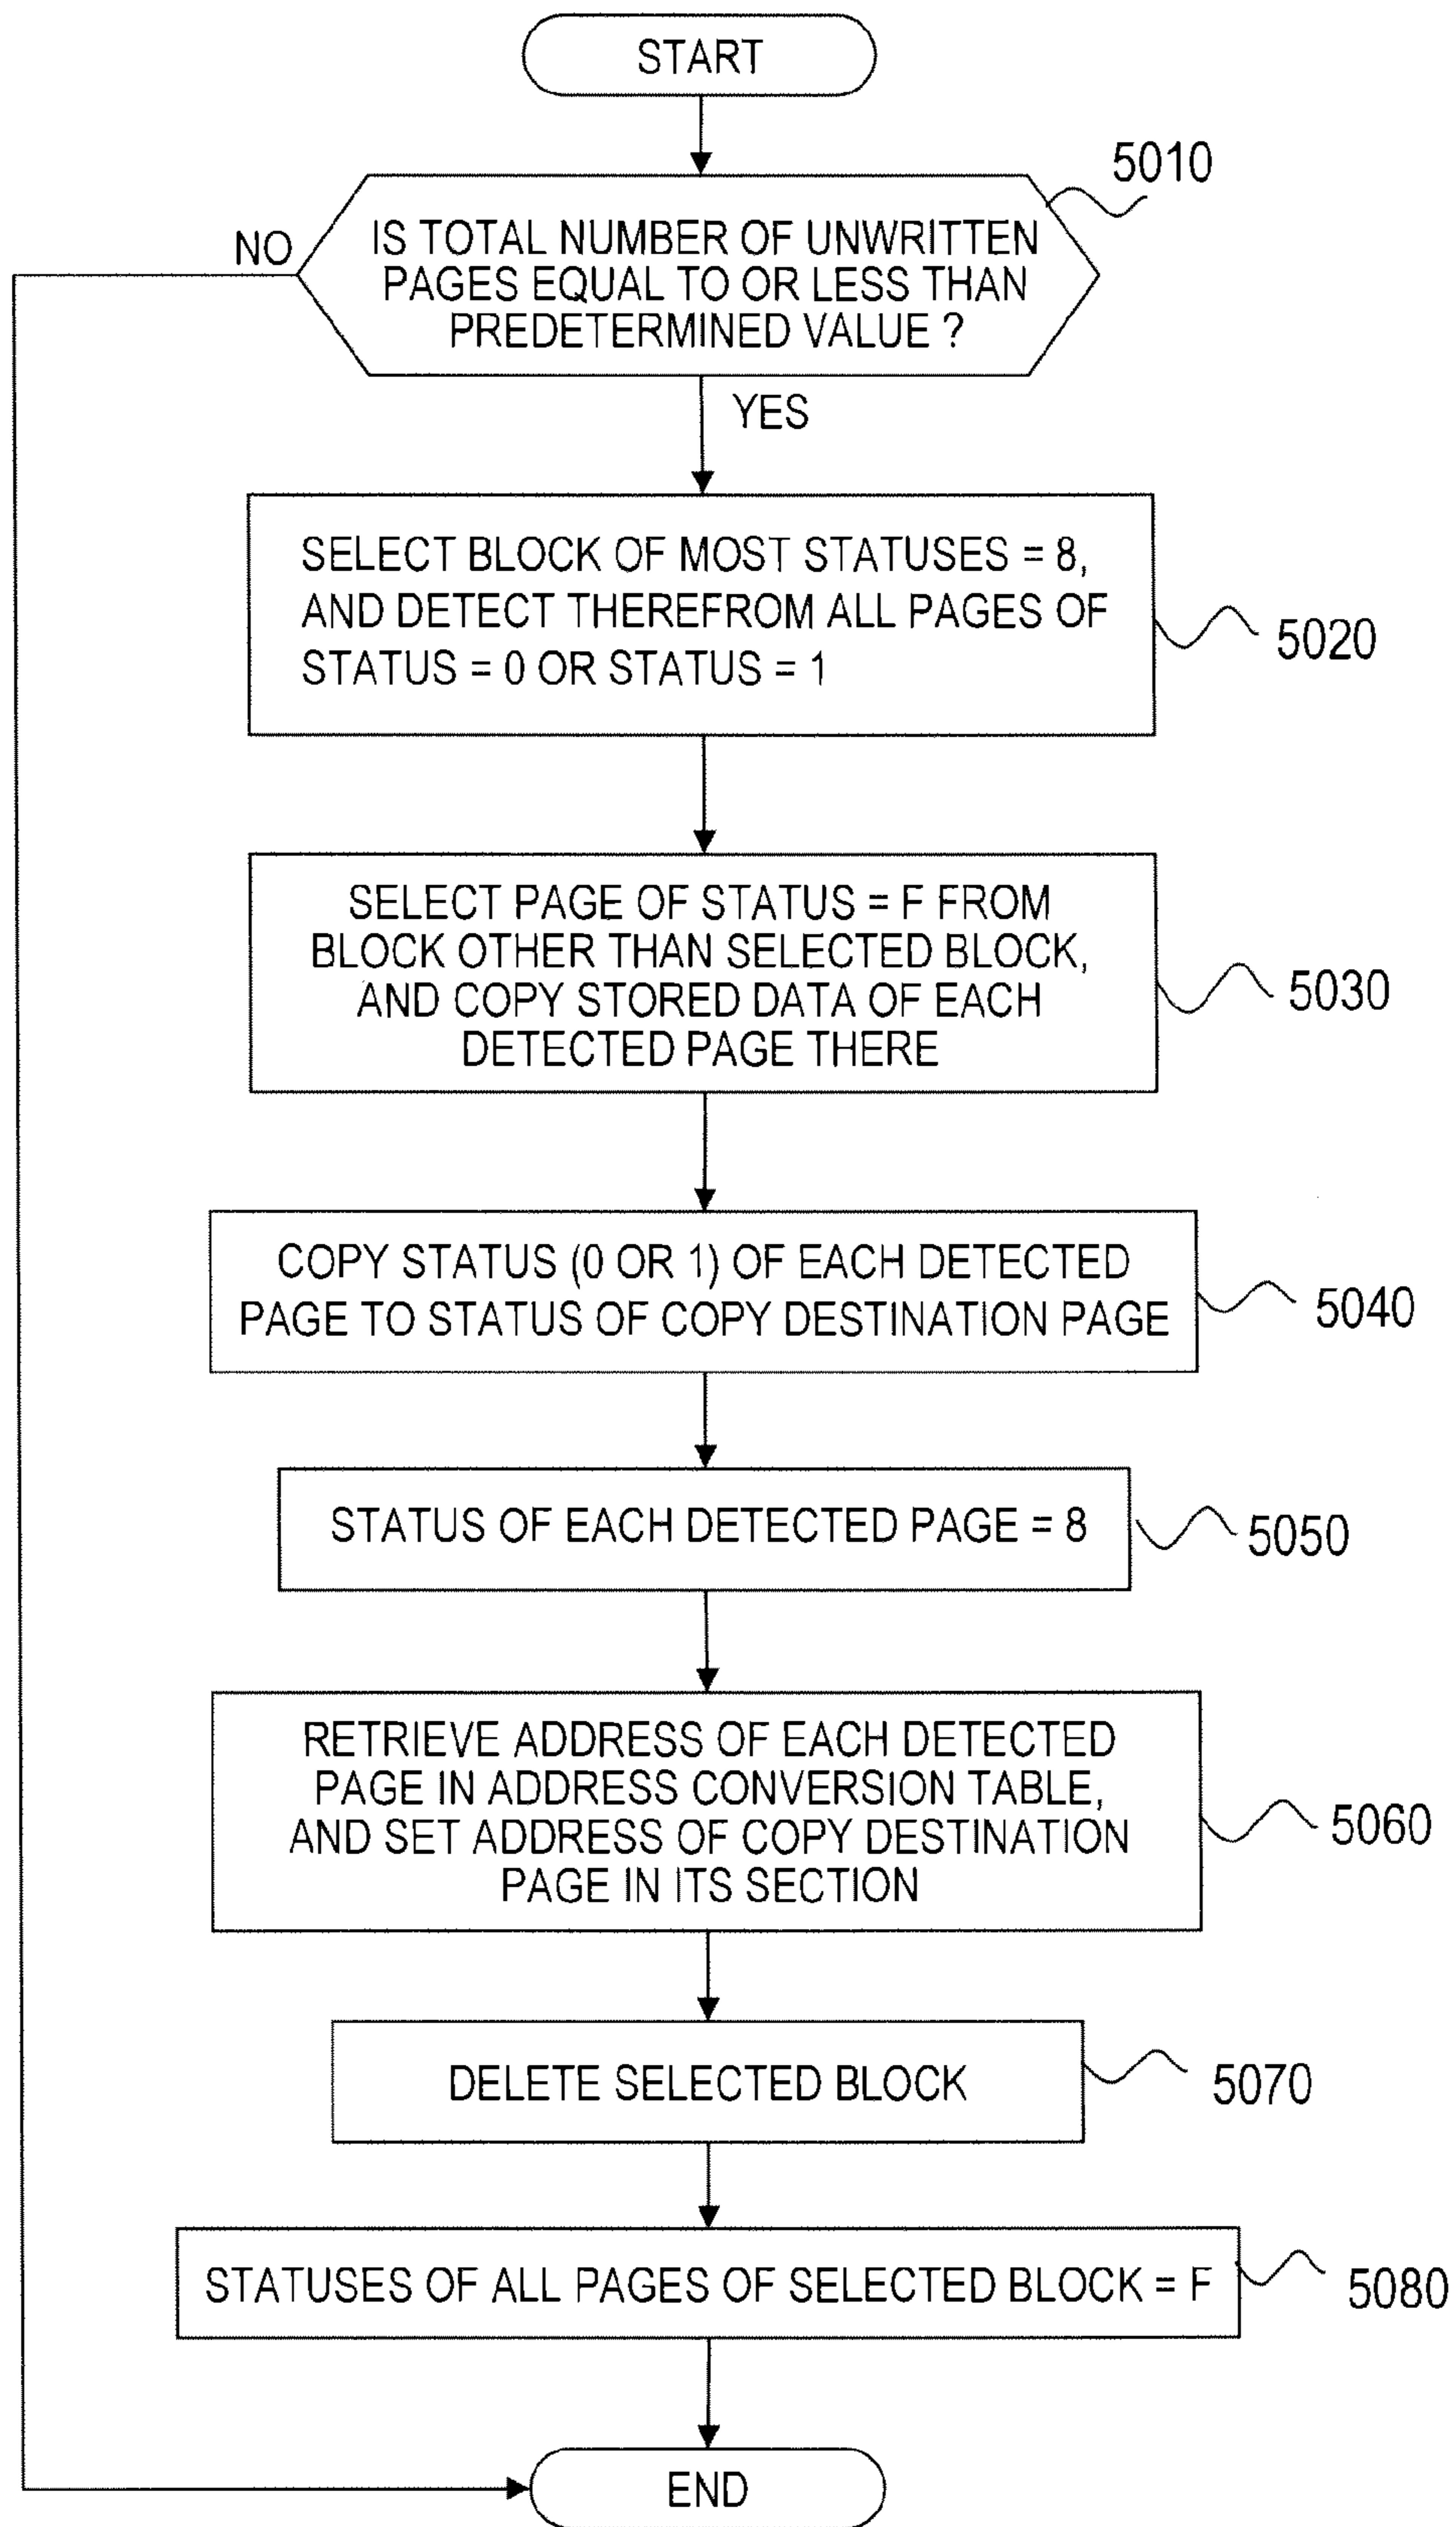 START
5010
NO
IS TOTAL NUMBER OF UNWRITTEN
PAGES EQUAL TO OR LESS THAN
PREDETERMINED VALUE ?
YES
SELECT BLOCK OF MOST STATUSES = 8,
AND DETECT THEREFROM ALL PAGES OF
STATUS = 0 OR STATUS = 1
5020
SELECT PAGE OF STATUS = F FROM
BLOCK OTHER THAN SELECTED BLOCK,
AND COPY STORED DATA OF EACH
DETECTED PAGE THERE
5030
COPY STATUS (0 OR 1) OF EACH DETECTED
PAGE TO STATUS OF COPY DESTINATION PAGE
5040
STATUS OF EACH DETECTED PAGE = 8
5050
RETRIEVE ADDRESS OF EACH DETECTED
PAGE IN ADDRESS CONVERSION TABLE,
AND SET ADDRESS OF COPY DESTINATION
PAGE IN ITS SECTION
5060
DELETE SELECTED BLOCK
5070
STATUSES OF ALL PAGES OF SELECTED BLOCK = F
5080
END